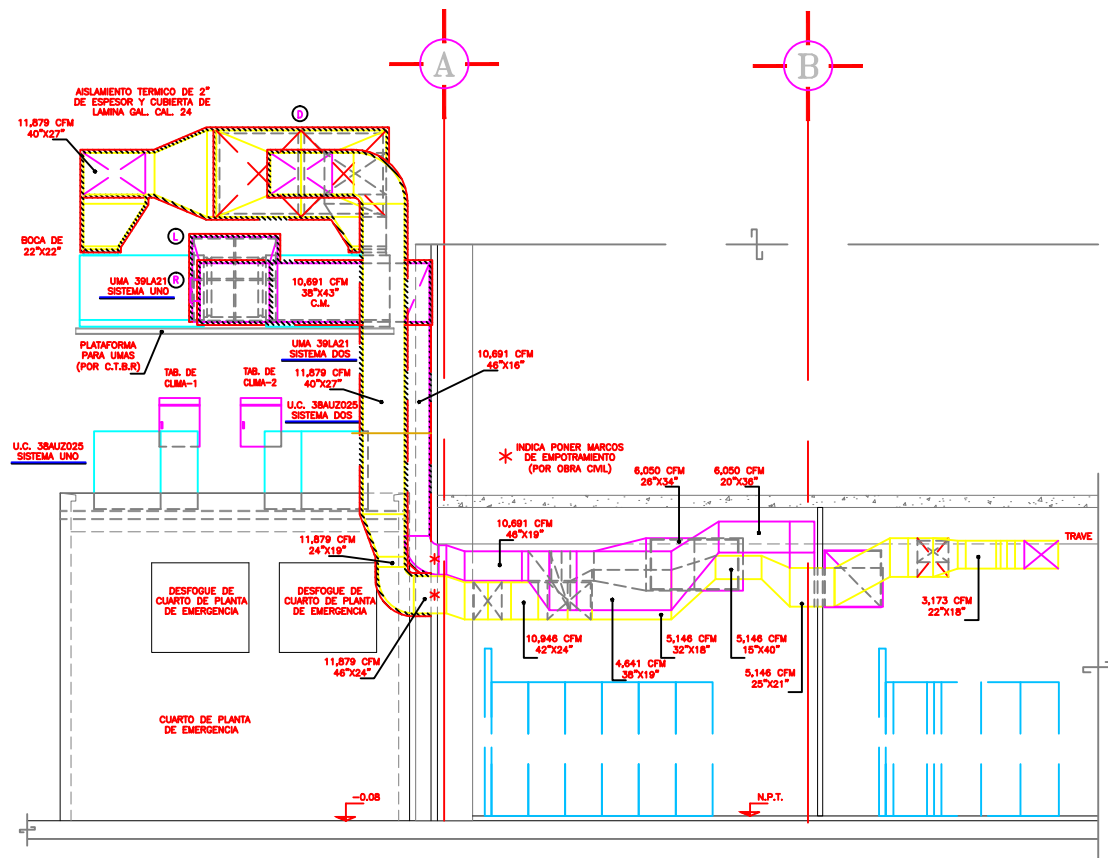 A
B
AISLAMIENTO TERMICO DE 2"
DE ESPESOR Y CUBIERTA DE
LAMINA GAL. CAL. 24
D
11,879 CFM
40"X27"
L
BOCA DE
22"X22"
R
UMA 39LA21
SISTEMA UNO
10,691 CFM
38"X43"
C.M.
PLATAFORMA
PARA UMAS
(POR C.T.B.R)
UMA 39LA21
SISTEMA DOS
10,691 CFM
46"X16"
TAB. DE
CLIMA-1
TAB. DE
CLIMA-2
11,879 CFM
40"X27"
U.C. 38AUZ025
SISTEMA DOS
U.C. 38AUZ025
SISTEMA UNO
* INDICA PONER MARCOS
DE EMPOTRAMIENTO
(POR OBRA CIVIL)
6,050 CFM
26"X34"
6,050 CFM
20"X36"
10,691 CFM
46"X19"
TRAVE
11,879 CFM
24"X19"
*
*
DESFOGUE DE
CUARTO DE PLANTA
DE EMERGENCIA
DESFOGUE DE
CUARTO DE PLANTA
DE EMERGENCIA
3,173 CFM
22"X18"
10,946 CFM
42"X24"
5,146 CFM
32"X18"
5,146 CFM
15"X40"
11,879 CFM
46"X24"
4,641 CFM
38"X19"
5,146 CFM
25"X21"
CUARTO DE PLANTA
DE EMERGENCIA
-0.08
N.P.T.